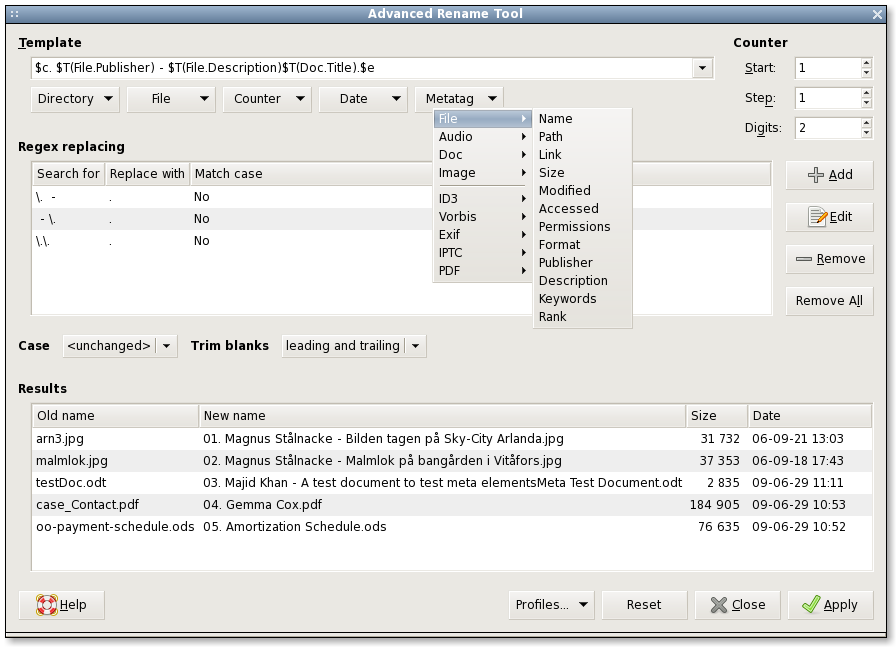 Advanced Rename Tool
Template
$c. $T(File.Publisher) - $T(File.Description)$T(Doc.Title).$e
Directory File Counter Date Metatag
Counter
Start: 1
Step: 1
Digits: 2
File
Audio
Doc
Image
ID3
Vorbis
Exif
IPTC
PDF
Name
Path
Link
Size
Modified
Accessed
Permissions
Format
Publisher
Description
Keywords
Rank
Regex replacing
Search for Replace with Match case
\.  - . No
- \. . No
\.\. . No
Add
Edit
Remove
Remove All
Case <unchanged> Trim blanks leading and trailing
Results
Old name New name Size Date
arn3.jpg 01. Magnus Stålnacke - Bilden tagen på Sky-City Arlanda.jpg 31 732 06-09-21 13:03
malmlok.jpg 02. Magnus Stålnacke - Malmlok på bangården i Vitåfors.jpg 37 353 06-09-18 17:43
testDoc.odt 03. Majid Khan - A test document to test meta elementsMeta Test Document.odt 2 835 09-06-29 11:11
case_Contact.pdf 04. Gemma Cox.pdf 184 905 09-06-29 10:53
oo-payment-schedule.ods 05. Amortization Schedule.ods 76 635 09-06-29 10:52
Help Profiles... Reset Close Apply